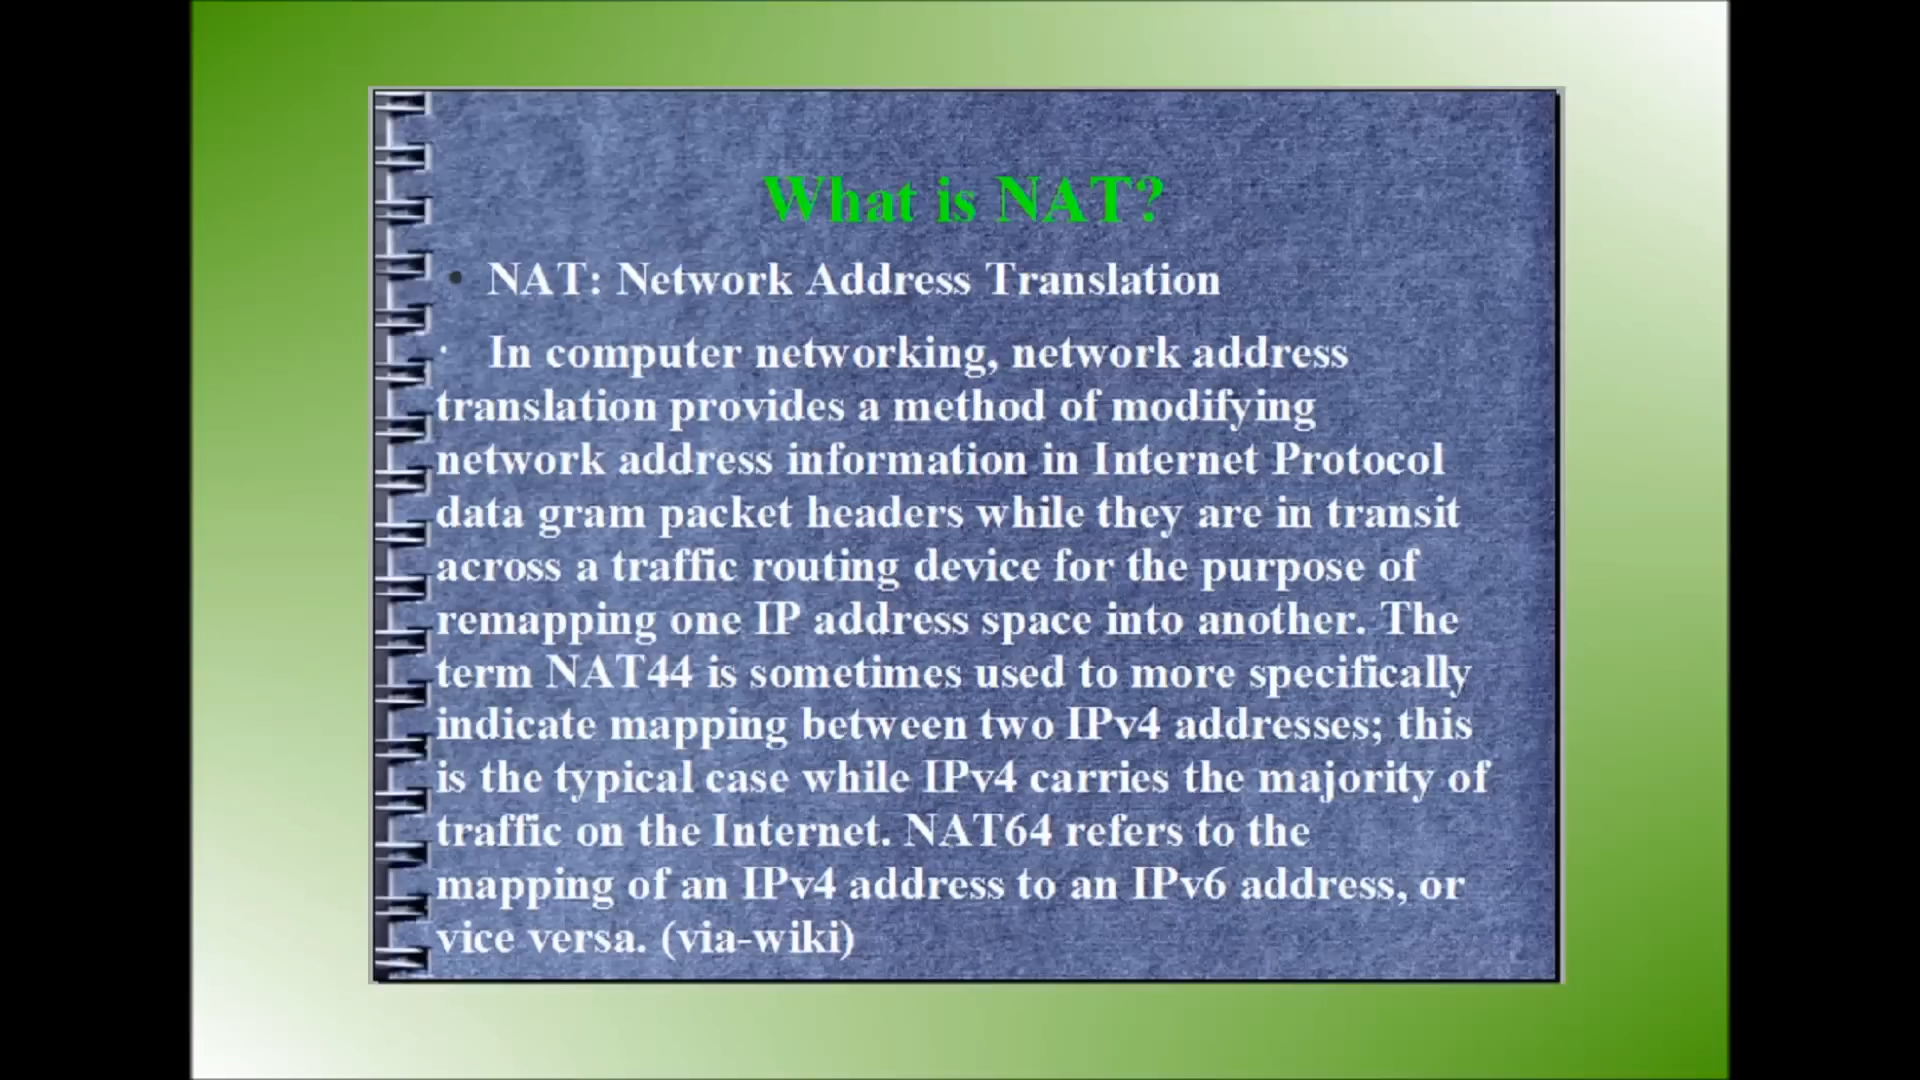 What is NAT?
• NAT: Network Address Translation
· In computer networking, network address
translation provides a method of modifying
network address information in Internet Protocol
data gram packet headers while they are in transit
across a traffic routing device for the purpose of
remapping one IP address space into another. The
term NAT44 is sometimes used to more specifically
indicate mapping between two IPv4 addresses; this
is the typical case while IPv4 carries the majority of
traffic on the Internet. NAT64 refers to the
mapping of an IPv4 address to an IPv6 address, or
vice versa. (via-wiki)